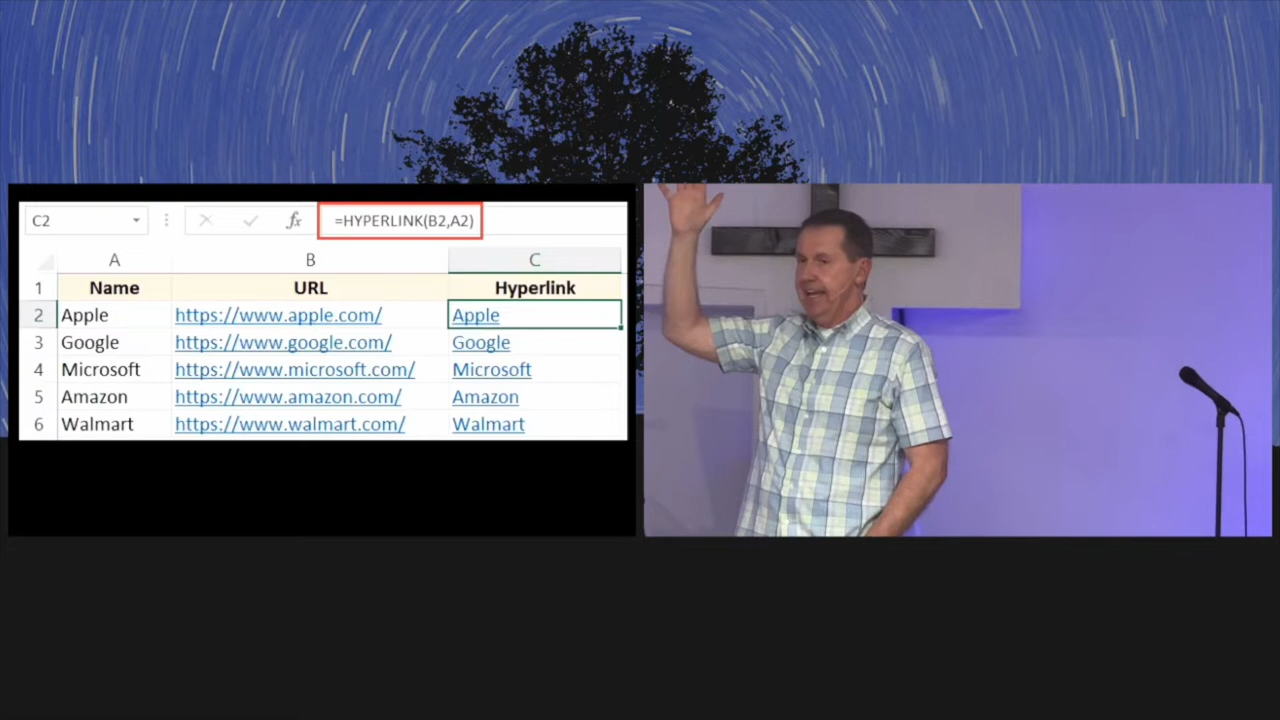 C2 fx =HYPERLINK(B2,A2)
A B C
1 Name URL Hyperlink
2 Apple https://www.apple.com/ Apple
3 Google https://www.google.com/ Google
4 Microsoft https://www.microsoft.com/ Microsoft
5 Amazon https://www.amazon.com/ Amazon
6 Walmart https://www.walmart.com/ Walmart